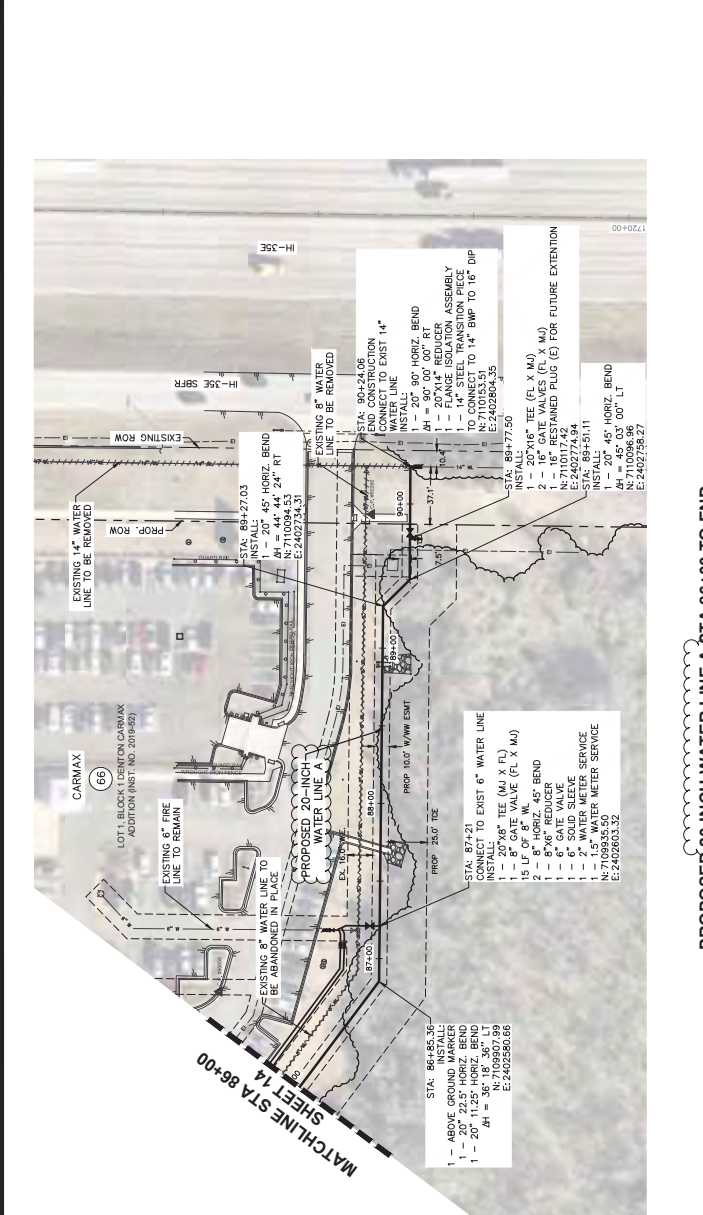 EXISTING 14" WATER
LINE TO BE REMOVED
PROP. ROW
EXISTING ROW
IH-35E SBFR
IH-35E
1720+00
CARMAX
66
LOT 1, BLOCK 1 DENTON CARMAX
ADDITION (INST. NO. 2019-52)
EXISTING 6" FIRE
LINE TO REMAIN
EXISTING 8" WATER LINE TO
BE ABANDONED IN PLACE
PROPOSED 20-INCH
WATER LINE A
STA: 89+27.03
INSTALL:
1 - 20" 45° HORIZ. BEND
ΔH = 44° 44' 24" RT
N:7110094.53
E:2402734.31
EXISTING 8" WATER
LINE TO BE REMOVED
STA: 90+24.06
END CONSTRUCTION
CONNECT TO EXIST 14"
WATER LINE
INSTALL:
1 - 20" 90° HORIZ. BEND
ΔH = 90° 00' 00" RT
1 - 20"X14" REDUCER
1 - FLANGE ISOLATION ASSEMBLY
1 - 14" STEEL TRANSITION PIECE
TO CONNECT TO 14" BWP TO 16" DIP
N:7110153.51
E:2402804.35
STA: 89+77.50
INSTALL:
1 - 20"X16" TEE (FL X MJ)
2 - 16" GATE VALVES (FL X MJ)
1 - 16" RESTAINED PLUG (E) FOR FUTURE EXTENTION
N:7110117.42
E:2402774.94
STA: 89+51.11
INSTALL:
1 - 20" 45° HORIZ. BEND
ΔH = 45° 03' 00" LT
N:7110096.96
E:2402758.27
10.4'
37.1'
7.5'
90+00
89+00
88+00
87+00
EX. 16.0' W.E.
PROP 10.0' W/WW ESMT
PROP 25.0' TCE
STA: 87+21
CONNECT TO EXIST 6" WATER LINE
INSTALL:
1 - 20"X8" TEE (MJ X FL)
1 - 8" GATE VALVE (FL X MJ)
15 LF OF 8" WL
2 - 8" HORIZ. 45° BEND
1 - 8"X6" REDUCER
1 - 6" GATE VALVE
1 - 6" SOLID SLEEVE
1 - 2" WATER METER SERVICE
1 - 1.5" WATER METER SERVICE
N:7109935.50
E:2402603.32
STA: 86+85.36
INSTALL:
1 - ABOVE GROUND MARKER
1 - 20" 22.5° HORIZ. BEND
1 - 20" 11.25° HORIZ. BEND
ΔH = 36° 18' 36" LT
N:7109907.99
E:2402580.66
MATCHLINE STA 86+00
SHEET 14